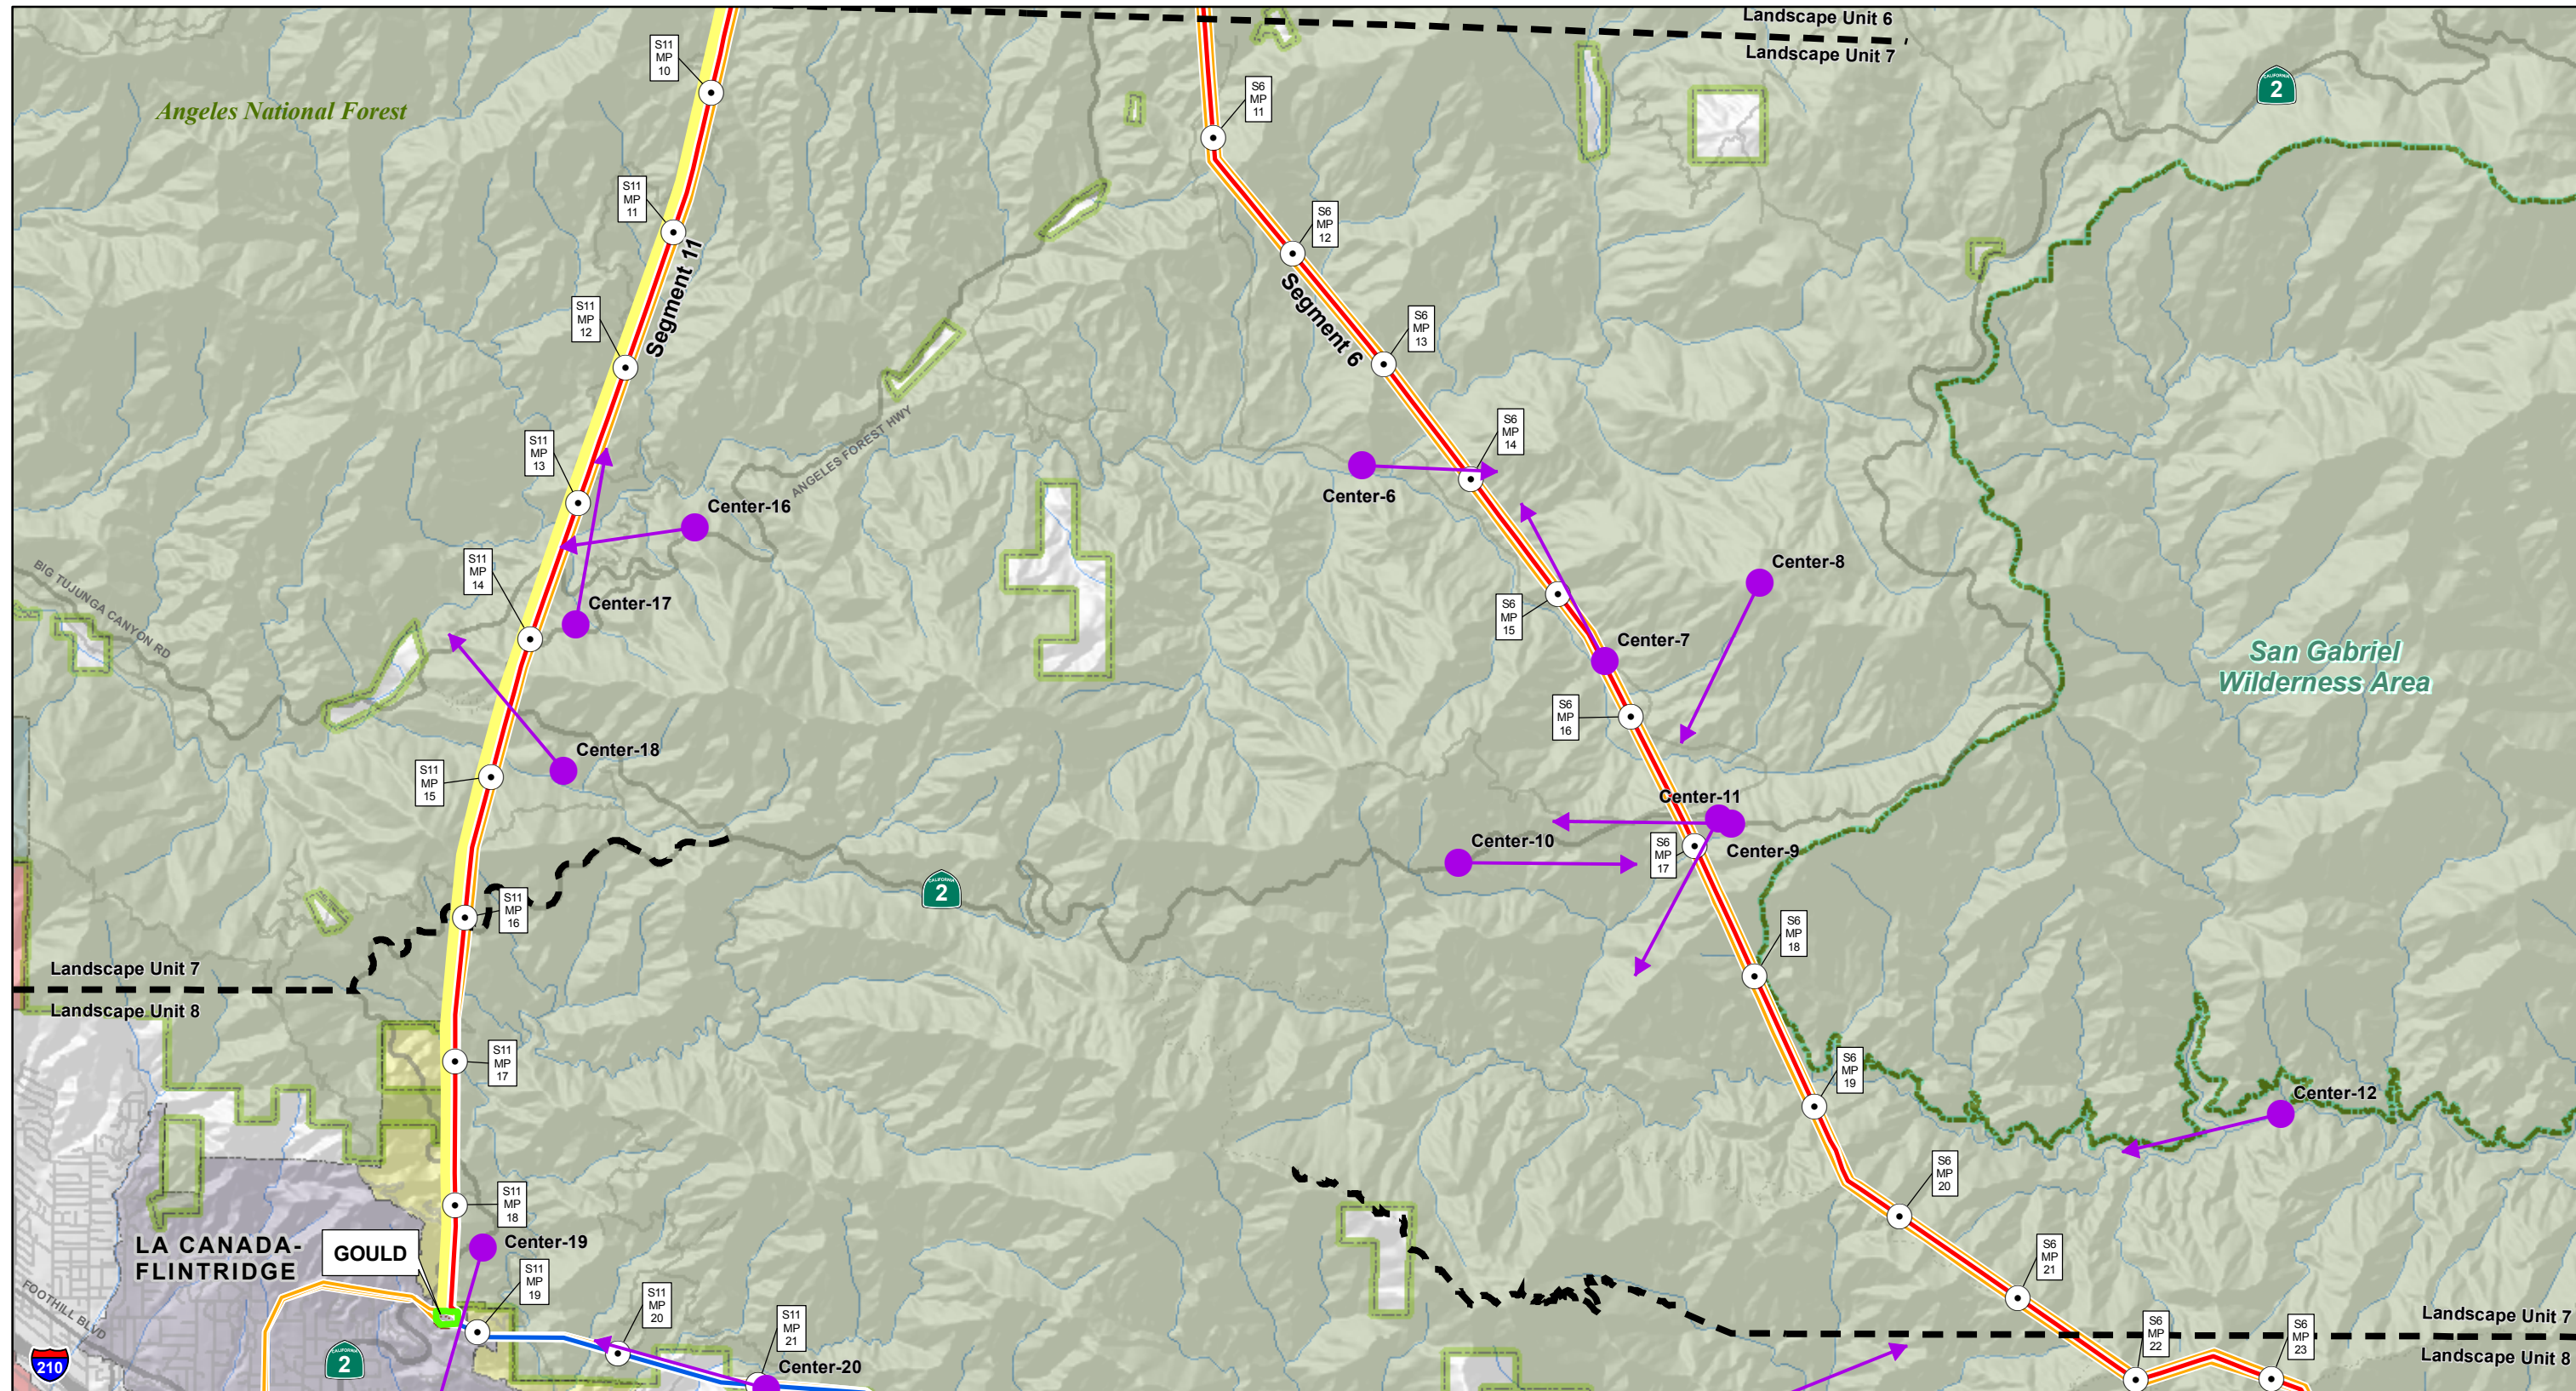 Landscape Unit 6
Landscape Unit 7
CALIFORNIA
2
Angeles National Forest
S11
MP
10
S6
MP
11
S11
MP
11
S6
MP
12
Segment 11
Segment 6
S11
MP
12
S6
MP
13
S11
MP
13
S6
MP
14
ANGELES FOREST HWY
Center-6
Center-16
S11
MP
14
Center-8
BIG TUJUNGA CANYON RD
Center-17
S6
MP
15
Center-7
San Gabriel
Wilderness Area
S6
MP
16
Center-18
S11
MP
15
Center-11
Center-10
S6
MP
17
Center-9
CALIFORNIA
2
S11
MP
16
S6
MP
18
Landscape Unit 7
Landscape Unit 8
S11
MP
17
S6
MP
19
Center-12
S11
MP
18
S6
MP
20
LA CANADA-
FLINTRIDGE
GOULD
Center-19
S11
MP
19
S6
MP
21
FOOTHILL BLVD
S11
MP
20
S11
MP
21
Landscape Unit 7
Landscape Unit 8
S6
MP
22
S6
MP
23
210
CALIFORNIA
2
Center-20